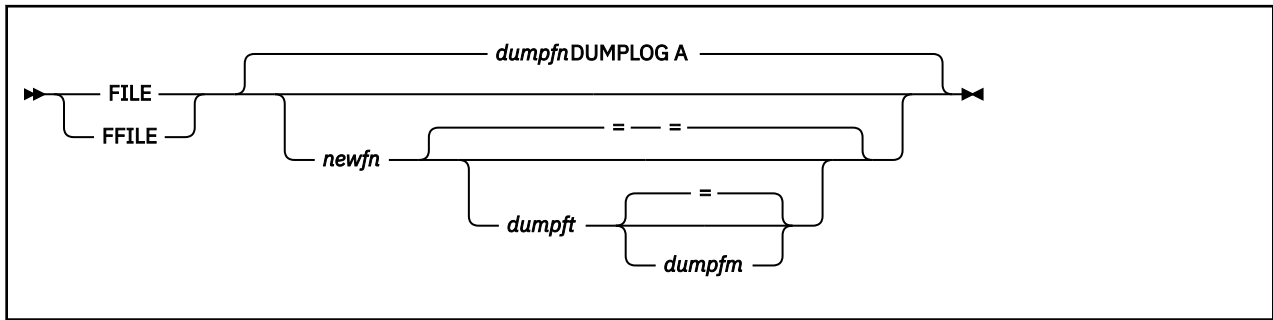 dumpfnDUMPLOG A
FILE
FFILE
= =
newfn
=
dumpft
dumpfm